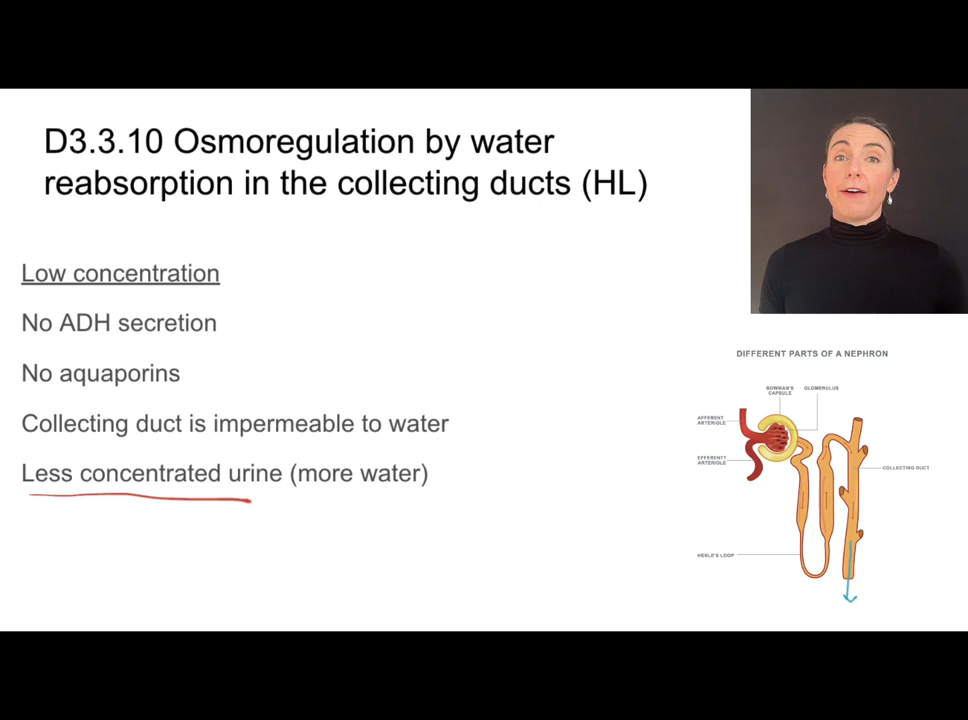 D3.3.10 Osmoregulation by water
reabsorption in the collecting ducts (HL)
Low concentration
No ADH secretion
No aquaporins
Collecting duct is impermeable to water
Less concentrated urine (more water)
DIFFERENT PARTS OF A NEPHRON
BOWMAN'S
CAPSULE
GLOMERULUS
AFFERENT
ARTERIOLE
EFFERENTT
ARTERIOLE
COLLECTING DUCT
HENLE'S LOOP